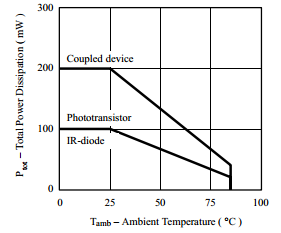 P tot – Total Power Dissipation ( mW )
300
200
100
0
Coupled device
Phototransistor
IR-diode
0 25 50 75 100
Tamb – Ambient Temperature ( °C )